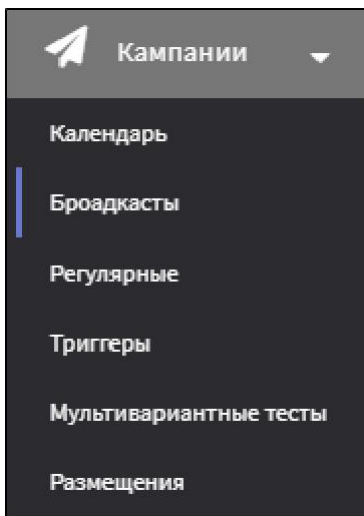 Кампании
Календарь
Броадкасты
Регулярные
Триггеры
Мультивариантные тесты
Размещения